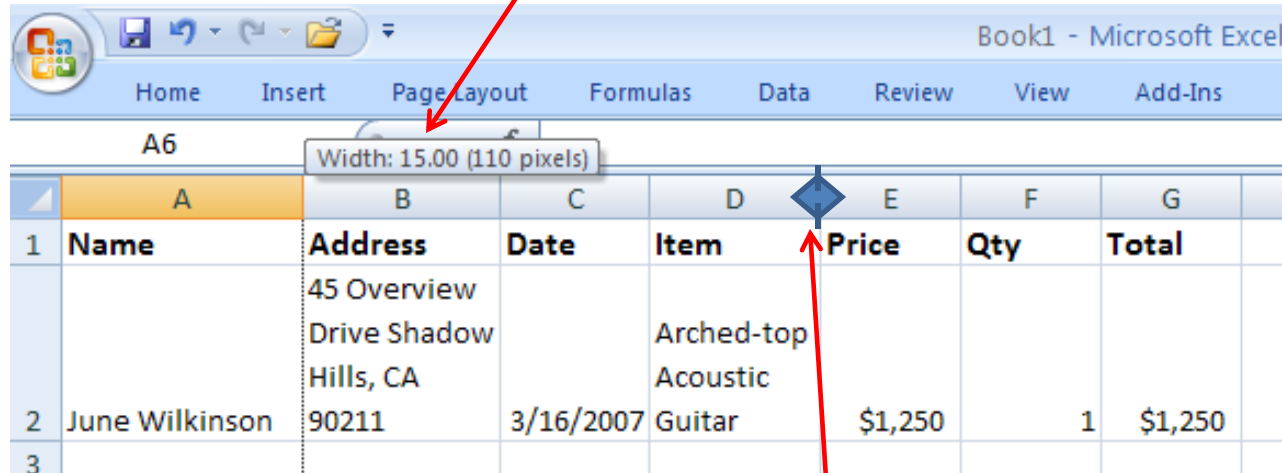 Book1 - Microsoft Excel
Home Insert Page Layout Formulas Data Review View Add-Ins
A6
Width: 15.00 (110 pixels)
A B C D E F G
1 Name Address Date Item Price Qty Total
45 Overview
Drive Shadow Arched-top
Hills, CA Acoustic
2 June Wilkinson 90211 3/16/2007 Guitar $1,250 1 $1,250
3